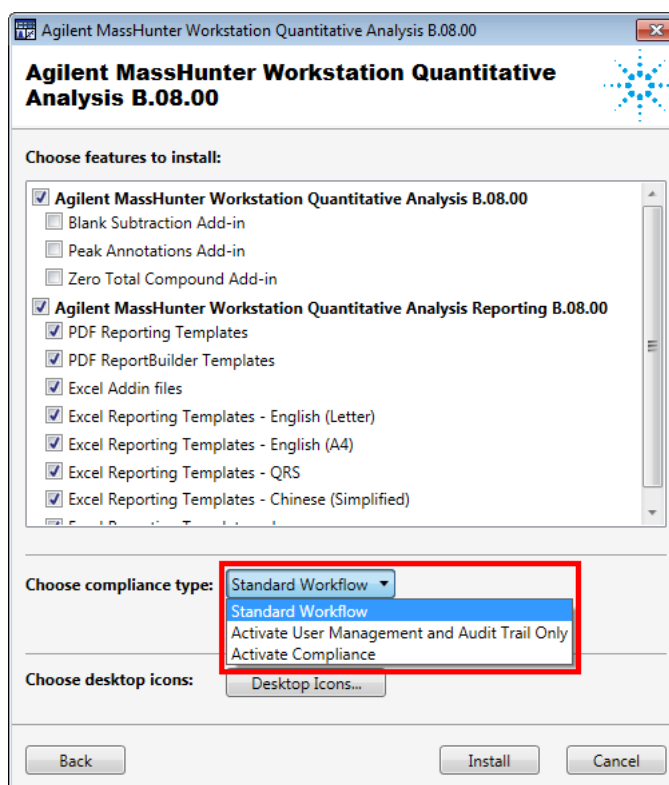 Agilent MassHunter Workstation Quantitative Analysis B.08.00
Agilent MassHunter Workstation Quantitative
Analysis B.08.00
Choose features to install:
Agilent MassHunter Workstation Quantitative Analysis B.08.00
Blank Subtraction Add-in
Peak Annotations Add-in
Zero Total Compound Add-in
Agilent MassHunter Workstation Quantitative Analysis Reporting B.08.00
PDF Reporting Templates
PDF ReportBuilder Templates
Excel Addin files
Excel Reporting Templates - English (Letter)
Excel Reporting Templates - English (A4)
Excel Reporting Templates - QRS
Excel Reporting Templates - Chinese (Simplified)
Choose compliance type: Standard Workflow
Standard Workflow
Activate User Management and Audit Trail Only
Activate Compliance
Choose desktop icons: Desktop Icons...
Back Install Cancel